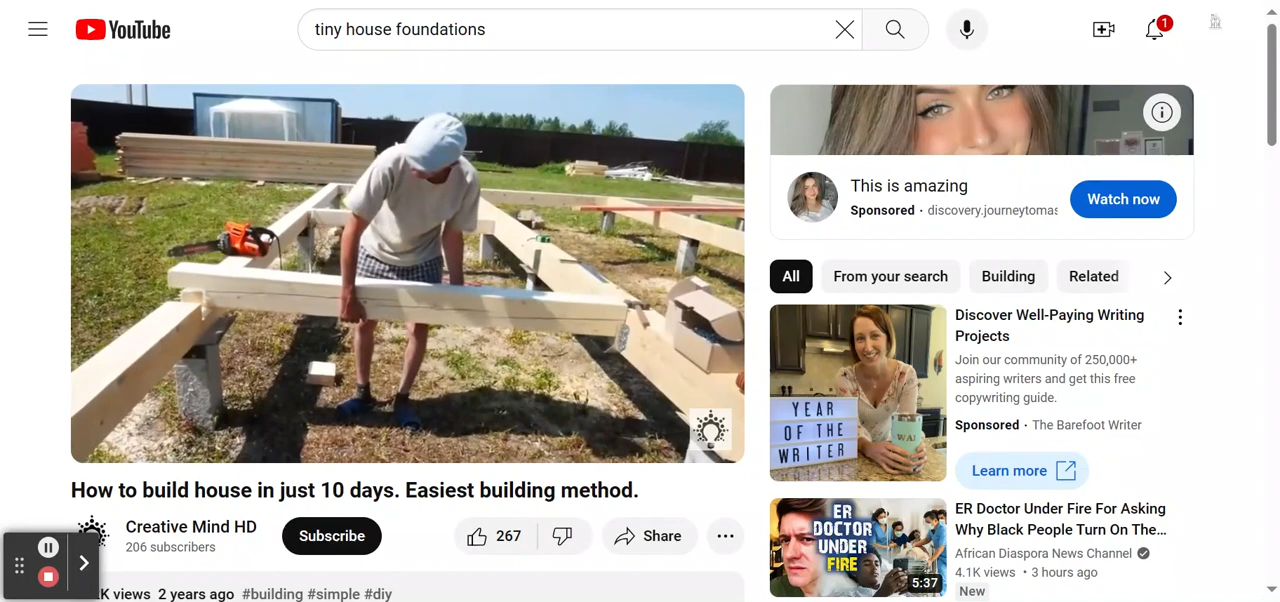 YouTube
tiny house foundations
1
This is amazing
Sponsored · discovery.journeytomas
Watch now
All
From your search
Building
Related
Discover Well-Paying Writing
Projects
Join our community of 250,000+
aspiring writers and get this free
copywriting guide.
Sponsored · The Barefoot Writer
Learn more
YEAR
OF THE
WRITER
WA!
How to build house in just 10 days. Easiest building method.
Creative Mind HD
206 subscribers
Subscribe
267
Share
...
K views 2 years ago #building #simple #diy
ER
DOCTOR
UNDER
FIRE
5:37
ER Doctor Under Fire For Asking
Why Black People Turn On The...
African Diaspora News Channel
4.1K views • 3 hours ago
New